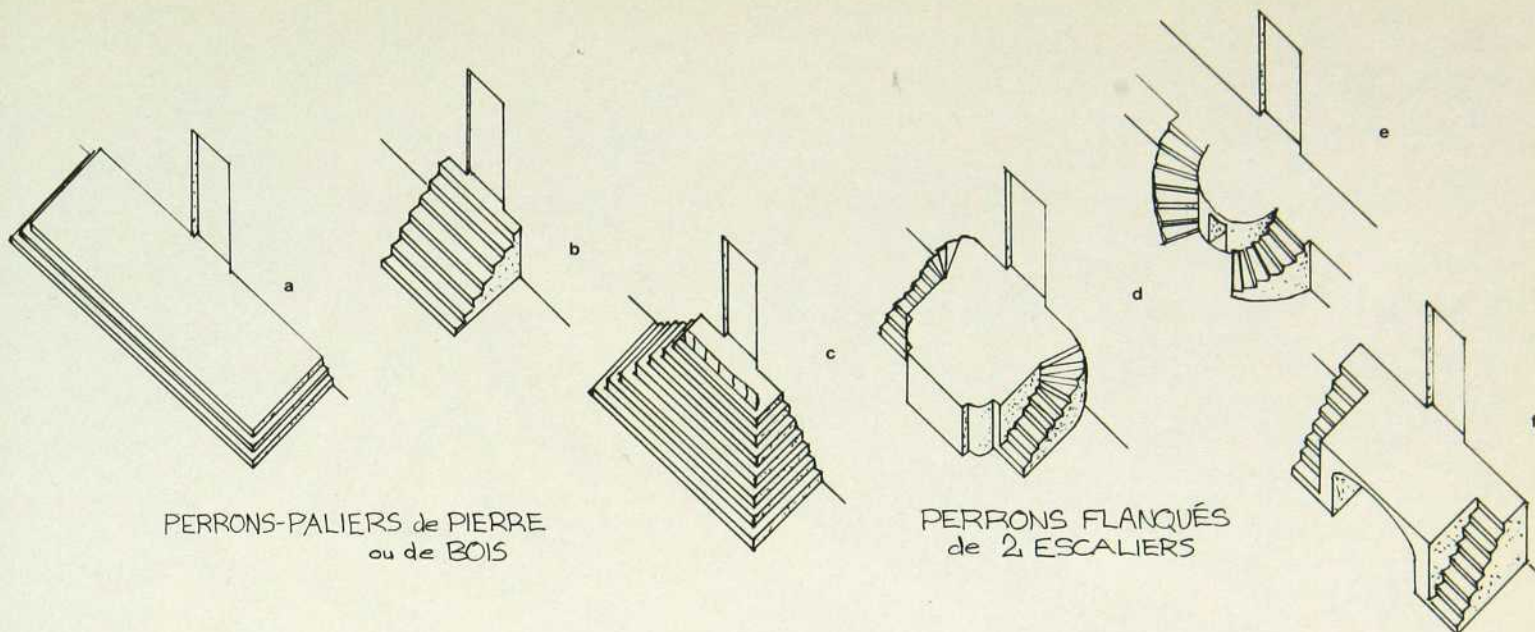 a
b
c
d
e
f
PERRONS-PALIERS de PIERRE
ou de BOIS
PERRONS FLANQUÉS
de 2 ESCALIERS